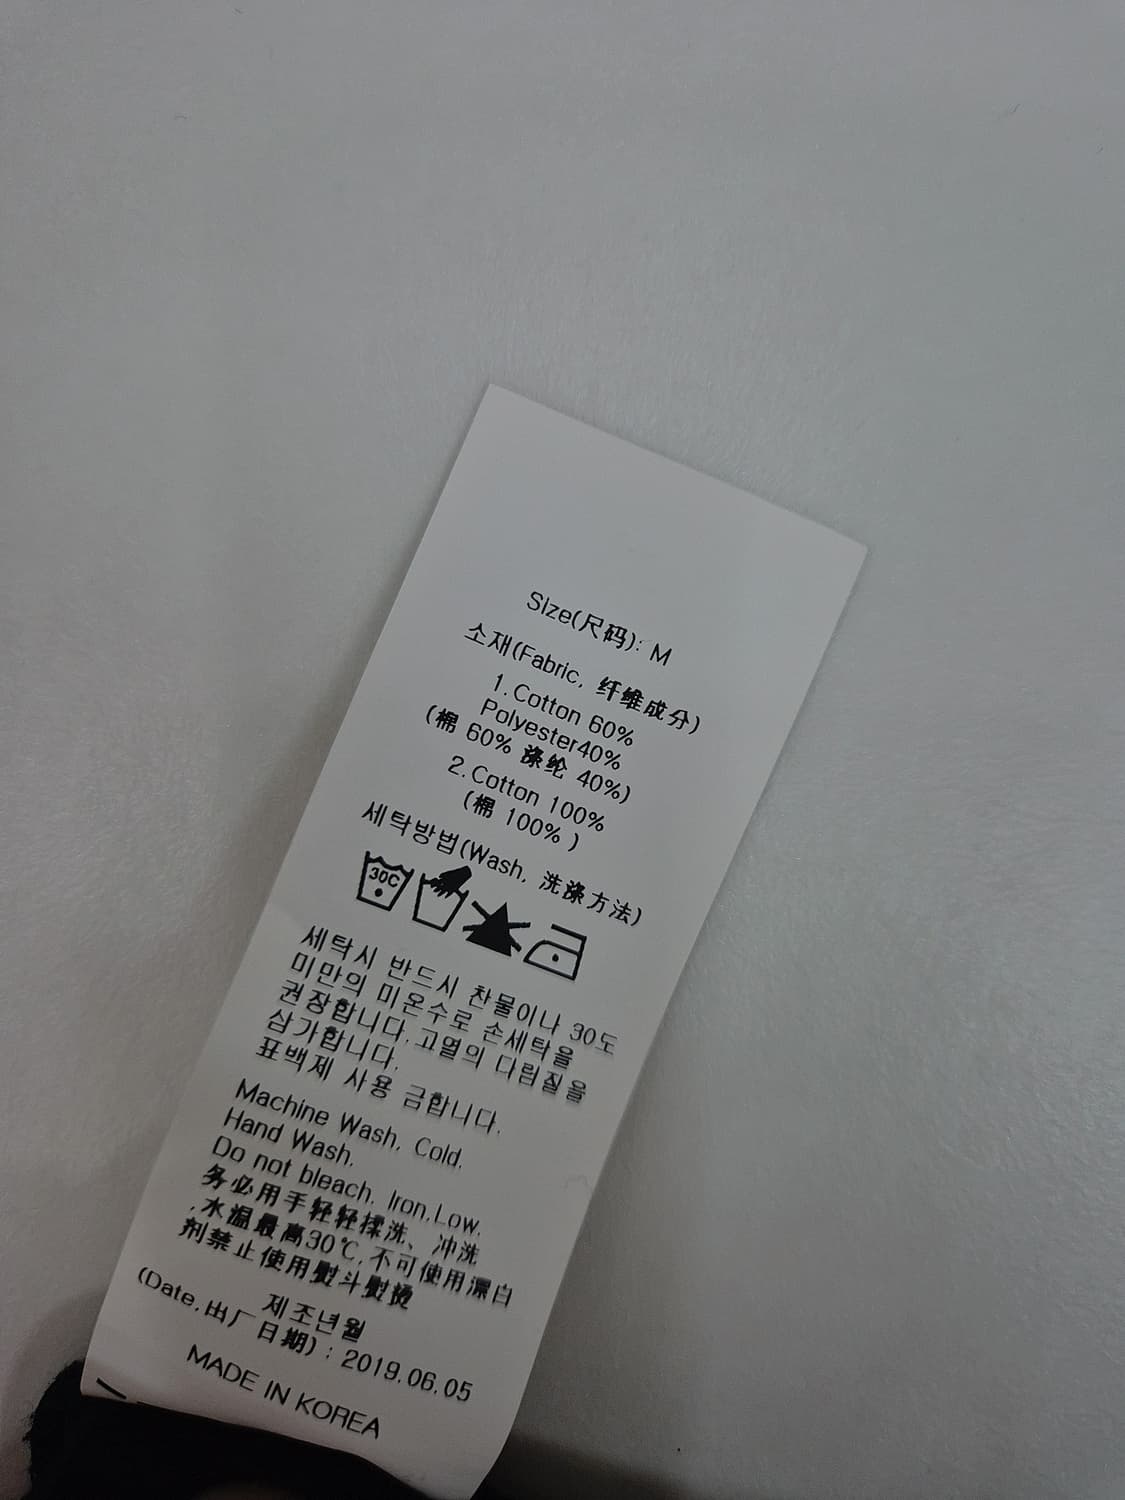 Size(尺码): M
소재(Fabric, 纤维成分)
1. Cotton 60%
Polyester40%
(棉 60% 涤纶 40%)
2. Cotton 100%
(棉 100% )
세탁방법(Wash, 洗涤方法)
30C
세탁시 반드시 찬물이나 30도
미만의 미온수로 손세탁을
권장합니다.고열의 다림질을
삼가합니다.
표백제 사용 금합니다.
Machine Wash, Cold,
Hand Wash,
Do not bleach, Iron,Low,
务必用手轻轻揉洗、 冲洗
,水温最高30℃,不可使用漂白
剂禁止使用熨斗熨烫
제조년월
(Date,出厂日期) : 2019.06.05
MADE IN KOREA